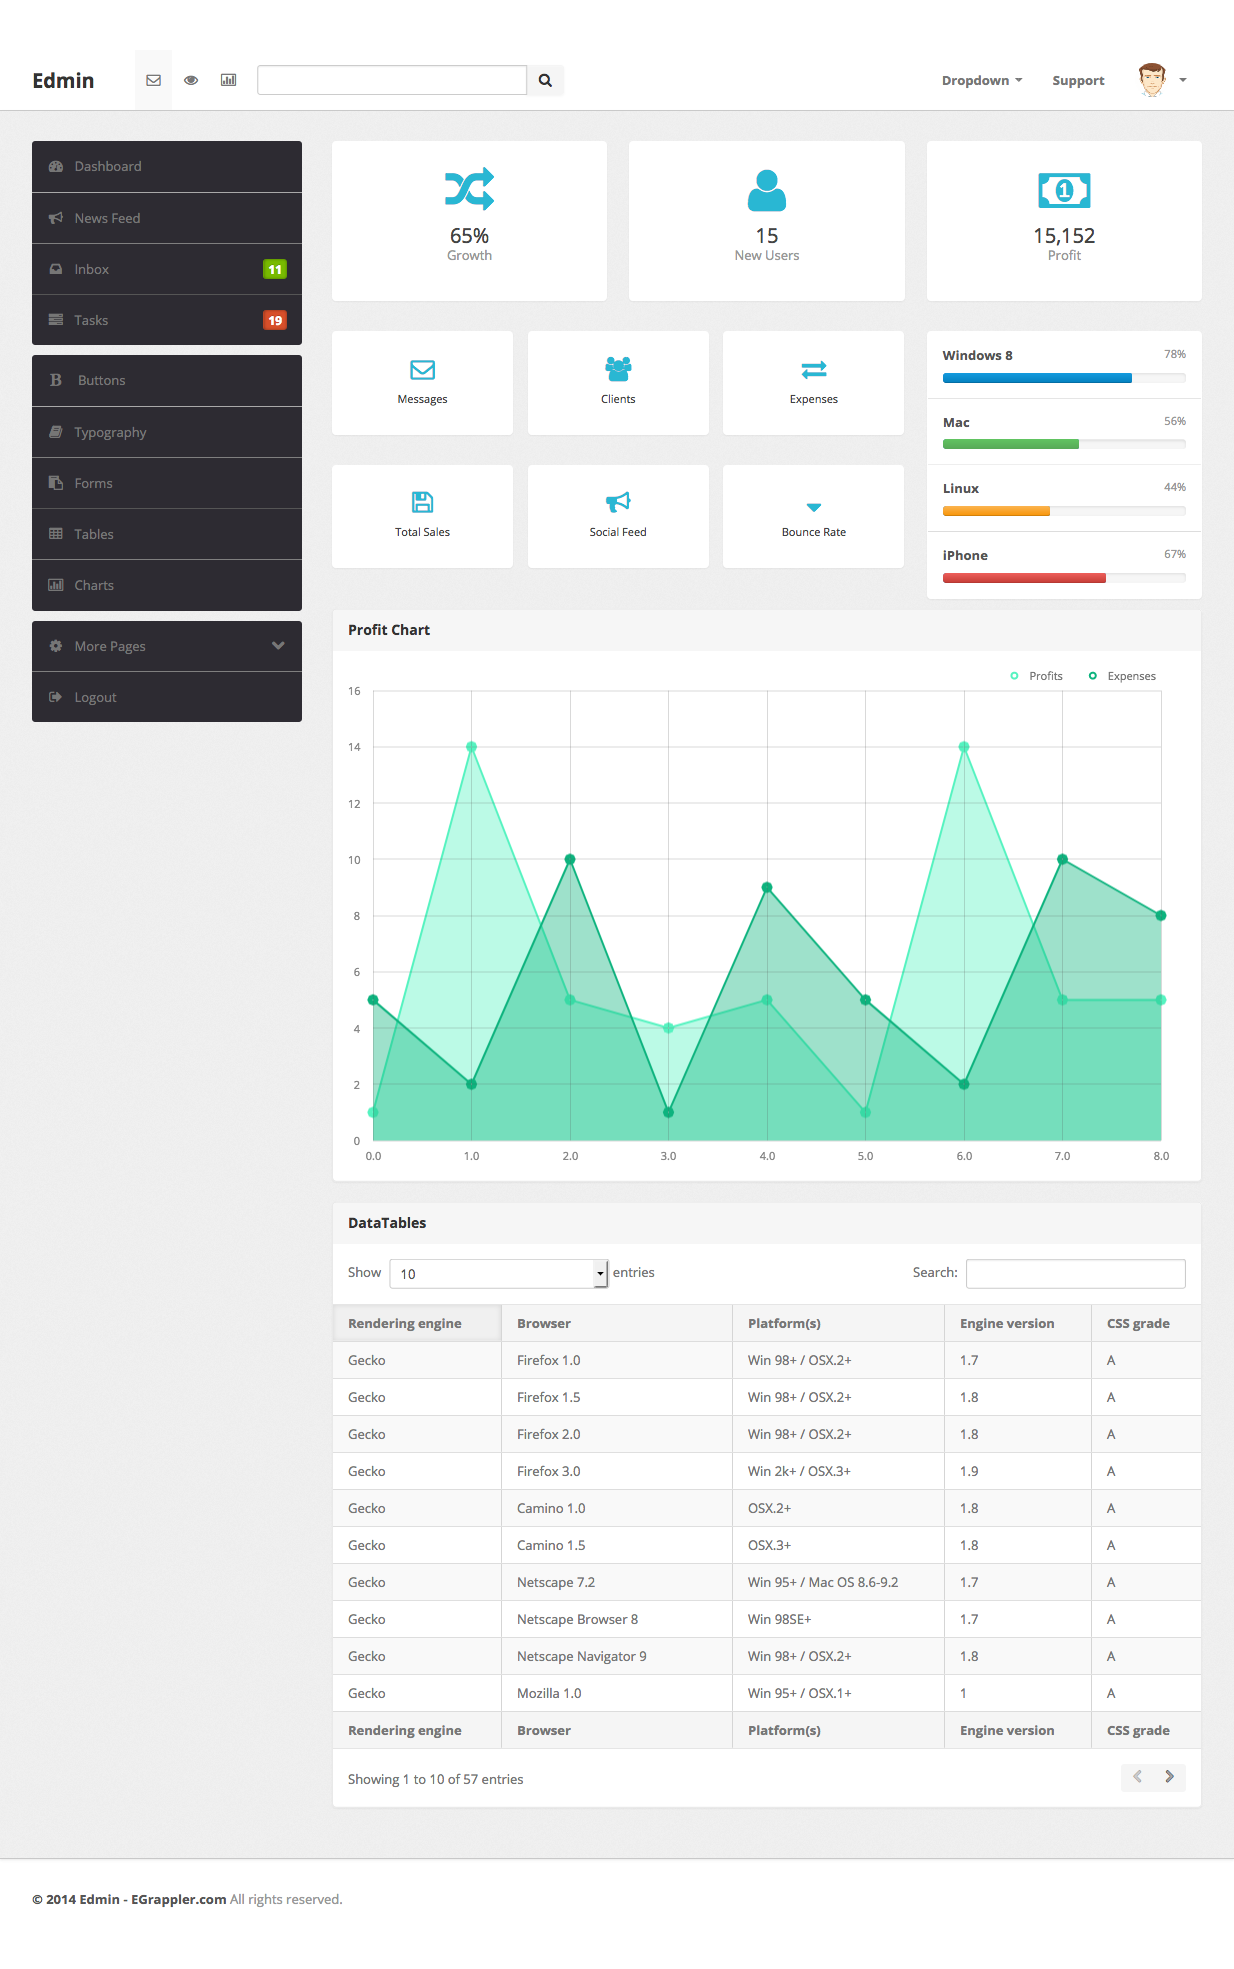 Edmin
Dropdown
Support
Dashboard
News Feed
Inbox 11
Tasks 19
Buttons
Typography
Forms
Tables
Charts
More Pages
Logout
65%
Growth
15
New Users
15,152
Profit
Messages
Clients
Expenses
Total Sales
Social Feed
Bounce Rate
Windows 8 78%
Mac 56%
Linux 44%
iPhone 67%
Profit Chart
Profits Expenses
16
14
12
10
8
6
4
2
0
0.0 1.0 2.0 3.0 4.0 5.0 6.0 7.0 8.0
DataTables
Show 10 entries Search:
Rendering engine Browser Platform(s) Engine version CSS grade
Gecko Firefox 1.0 Win 98+ / OSX.2+ 1.7 A
Gecko Firefox 1.5 Win 98+ / OSX.2+ 1.8 A
Gecko Firefox 2.0 Win 98+ / OSX.2+ 1.8 A
Gecko Firefox 3.0 Win 2k+ / OSX.3+ 1.9 A
Gecko Camino 1.0 OSX.2+ 1.8 A
Gecko Camino 1.5 OSX.3+ 1.8 A
Gecko Netscape 7.2 Win 95+ / Mac OS 8.6-9.2 1.7 A
Gecko Netscape Browser 8 Win 98SE+ 1.7 A
Gecko Netscape Navigator 9 Win 98+ / OSX.2+ 1.8 A
Gecko Mozilla 1.0 Win 95+ / OSX.1+ 1 A
Rendering engine Browser Platform(s) Engine version CSS grade
Showing 1 to 10 of 57 entries
© 2014 Edmin - EGrappler.com All rights reserved.